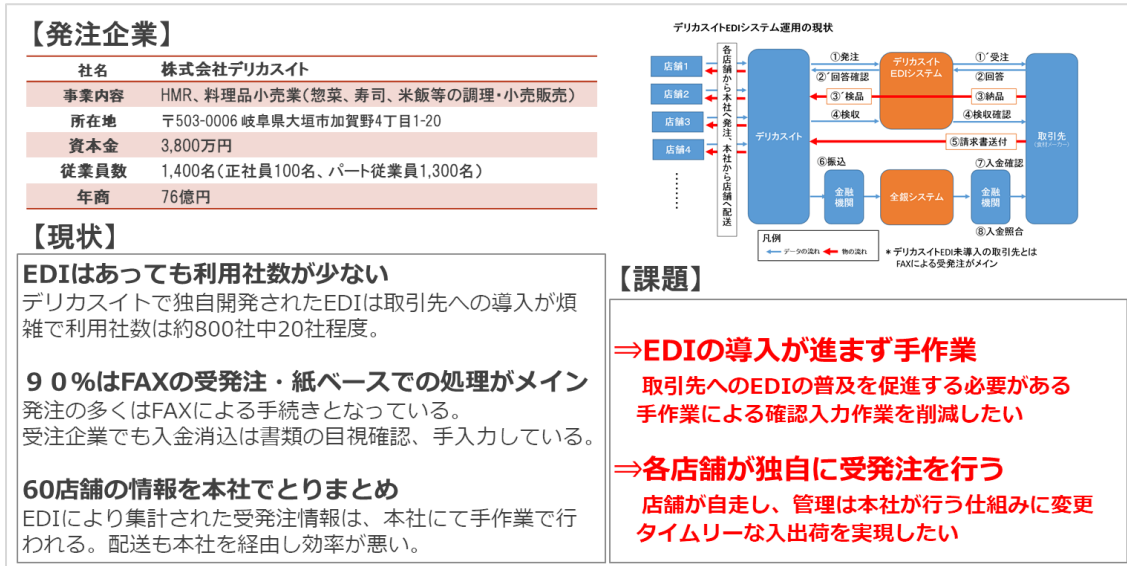 【発注企業】
社名 株式会社デリカスイト
事業内容 HMR、料理品小売業(惣菜、寿司、米飯等の調理・小売販売)
所在地 〒503-0006 岐阜県大垣市加賀野4丁目1-20
資本金 3,800万円
従業員数 1,400名(正社員100名、パート従業員1,300名)
年商 76億円
【現状】
EDIはあっても利用社数が少ない
デリカスイトで独自開発されたEDIは取引先への導入が煩
雑で利用社数は約800社中20社程度。
90%はFAXの受発注・紙ベースでの処理がメイン
発注の多くはFAXによる手続きとなっている。
受注企業でも入金消込は書類の目視確認、手入力している。
60店舗の情報を本社でとりまとめ
EDIにより集計された受発注情報は、本社にて手作業で行
われる。配送も本社を経由し効率が悪い。
デリカスイトEDIシステム運用の現状
店舗1
店舗2
店舗3
店舗4
………
各店舗から本社へ発注、本社から店舗へ配送
デリカスイト
①発注
②´回答確認
③´検品
④検収
デリカスイト
EDIシステム
①´受注
②回答
③納品
④検収確認
⑤請求書送付
取引先
(資材メーカー)
⑥振込
金融
機関
全銀システム
⑦入金確認
金融
機関
⑧入金照合
凡例
データの流れ 物の流れ
*デリカスイトEDI未導入の取引先とは
FAXによる受発注がメイン
【課題】
⇒EDIの導入が進まず手作業
取引先へのEDIの普及を促進する必要がある
手作業による確認入力作業を削減したい
⇒各店舗が独自に受発注を行う
店舗が自走し、管理は本社が行う仕組みに変更
タイムリーな入出荷を実現したい